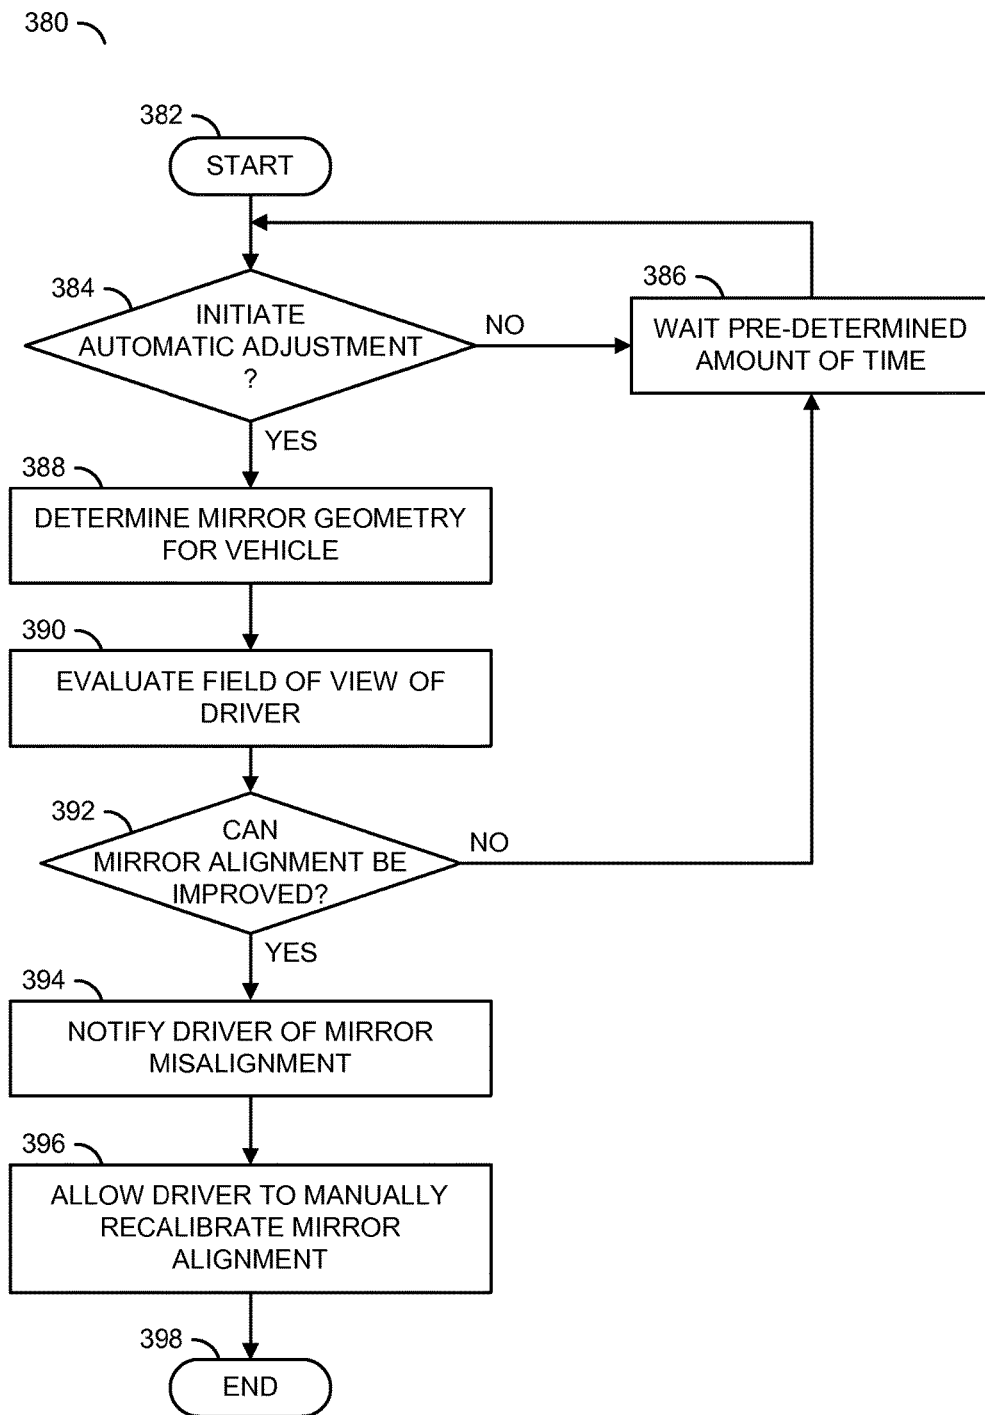 380
382
START
384
INITIATE
AUTOMATIC ADJUSTMENT
?
NO
386
WAIT PRE-DETERMINED
AMOUNT OF TIME
YES
388
DETERMINE MIRROR GEOMETRY
FOR VEHICLE
390
EVALUATE FIELD OF VIEW OF
DRIVER
392
CAN
MIRROR ALIGNMENT BE
IMPROVED?
NO
YES
394
NOTIFY DRIVER OF MIRROR
MISALIGNMENT
396
ALLOW DRIVER TO MANUALLY
RECALIBRATE MIRROR
ALIGNMENT
398
END